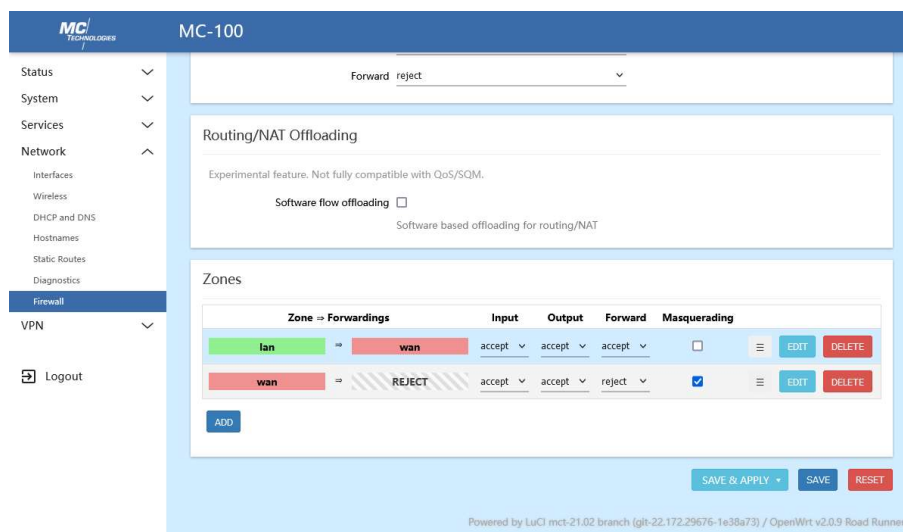 MC
TECHNOLOGIES
MC-100
Status
System
Services
Network
Interfaces
Wireless
DHCP and DNS
Hostnames
Static Routes
Diagnostics
Firewall
VPN
Logout
Forward reject
Routing/NAT Offloading
Experimental feature. Not fully compatible with QoS/SQM.
Software flow offloading
Software based offloading for routing/NAT
Zones
Zone ⇒ Forwardings Input Output Forward Masquerading
lan ⇒ wan accept accept accept EDIT DELETE
wan ⇒ REJECT accept accept reject EDIT DELETE
ADD
SAVE & APPLY SAVE RESET
Powered by LuCI mct-21.02 branch (git-22.172.29676-1e38a73) / OpenWrt v2.0.9 Road Runner